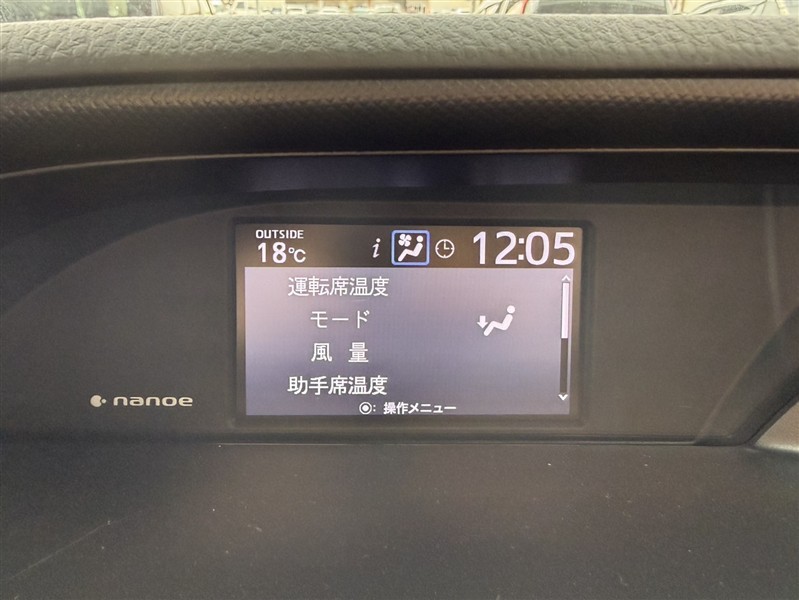 OUTSIDE
18℃
i
12:05
運転席温度
モード
風量
助手席温度
◉: 操作メニュー
nanoe